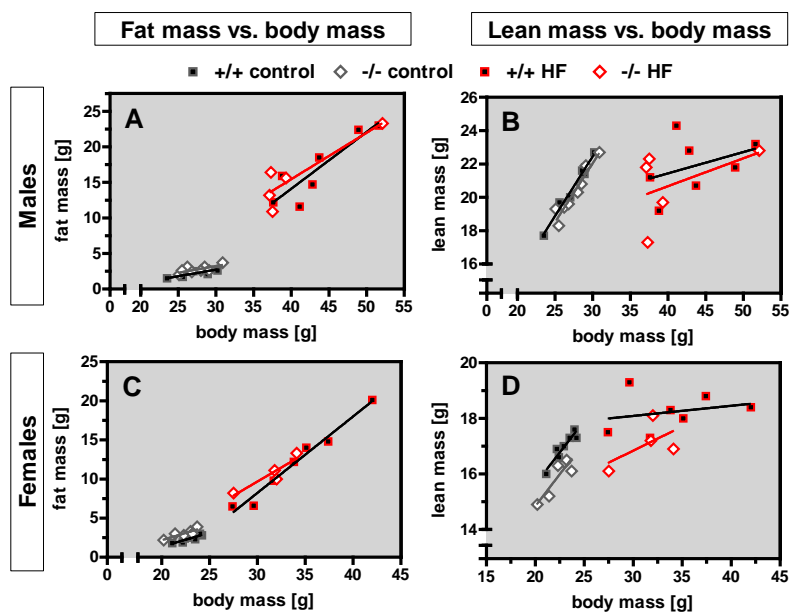 Fat mass vs. body mass
Lean mass vs. body mass
+/+ control
-/- control
+/+ HF
-/- HF
Males
A
fat mass [g]
25
20
15
10
5
0
0 20 25 30 35 40 45 50 55
body mass [g]
B
lean mass [g]
26
24
22
20
18
16
0
0 20 25 30 35 40 45 50 55
body mass [g]
Females
C
fat mass [g]
25
20
15
10
5
0
0 20 25 30 35 40 45
body mass [g]
D
lean mass [g]
20
18
16
14
0
15 20 25 30 35 40 45
body mass [g]